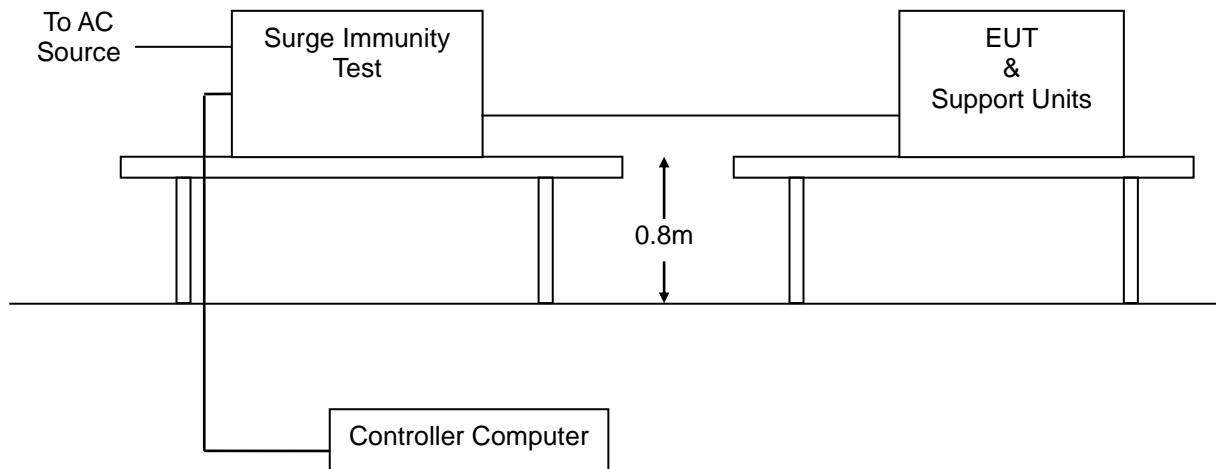 To AC
Source
Surge Immunity
Test
EUT
&
Support Units
0.8m
Controller Computer